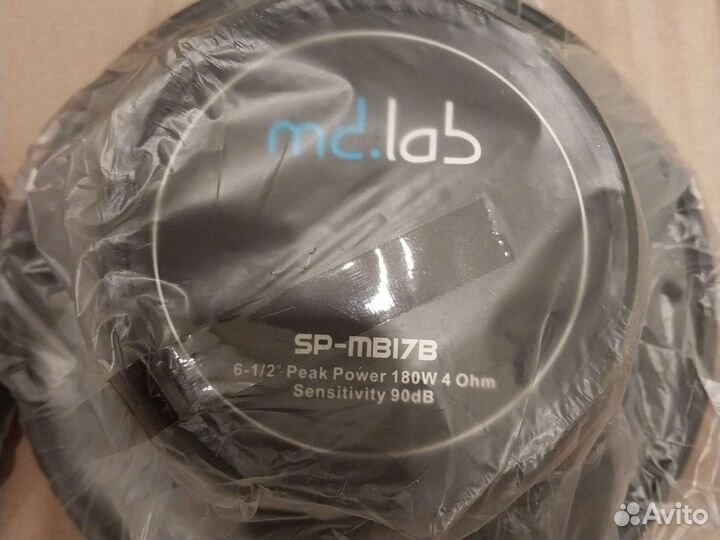 md.lab
SP-MB17B
6-1/2" Peak Power 180W 4 Ohm
Sensitivity 90dB
Avito